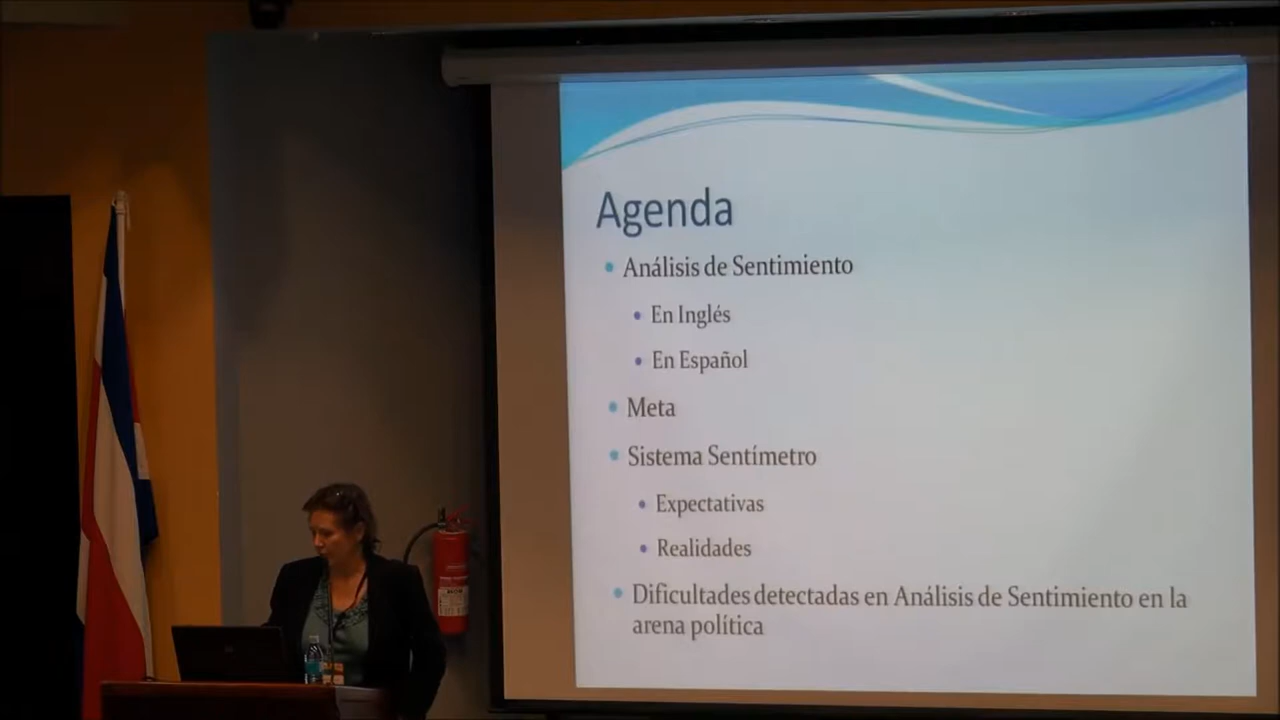 Agenda
Análisis de Sentimiento
En Inglés
En Español
Meta
Sistema Sentímetro
Expectativas
Realidades
Dificultades detectadas en Análisis de Sentimiento en la
arena política